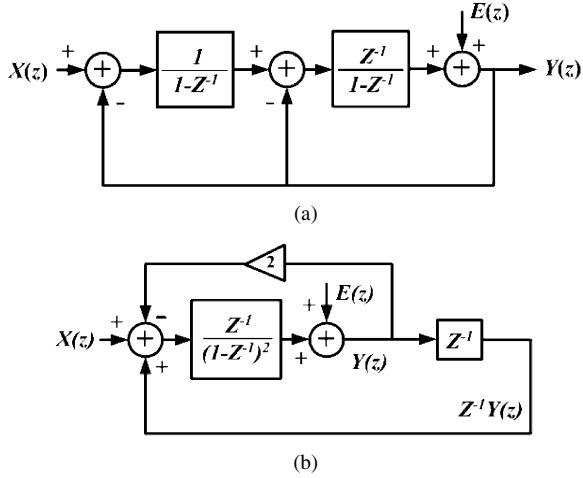 E(z)
X(z) + + 1 + + Z⁻¹ + + + + Y(z)
1-Z⁻¹ 1-Z⁻¹
- -
(a)
2
- + E(z)
X(z) + + Z⁻¹ + + Z⁻¹
+ (1-Z⁻¹)² + Y(z)
Z⁻¹Y(z)
(b)